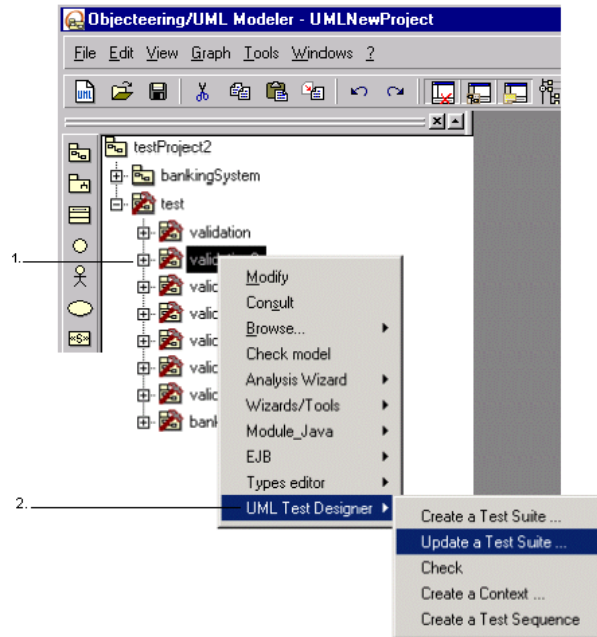 Objecteering/UML Modeler - UMLNewProject
File Edit View Graph Tools Windows ?
UML
testProject2
bankingSystem
test
validation
1.
Modify
Consult
Browse...
Check model
Analysis Wizard
Wizards/Tools
Module_Java
EJB
Types editor
2.
UML Test Designer
Create a Test Suite ...
Update a Test Suite ...
Check
Create a Context ...
Create a Test Sequence
«S»